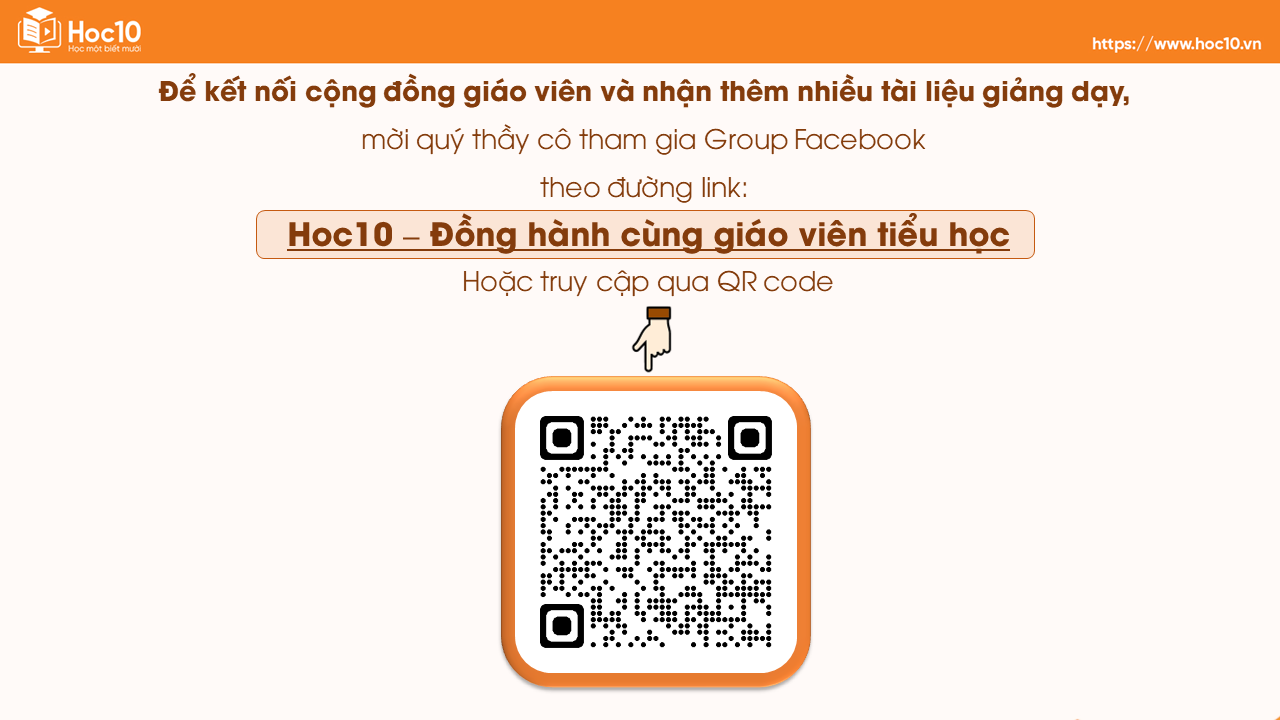 Hoc10
Học một biết mười
https://www.hoc10.vn
Để kết nối cộng đồng giáo viên và nhận thêm nhiều tài liệu giảng dạy,
mời quý thầy cô tham gia Group Facebook
theo đường link:
Hoc10 – Đồng hành cùng giáo viên tiểu học
Hoặc truy cập qua QR code